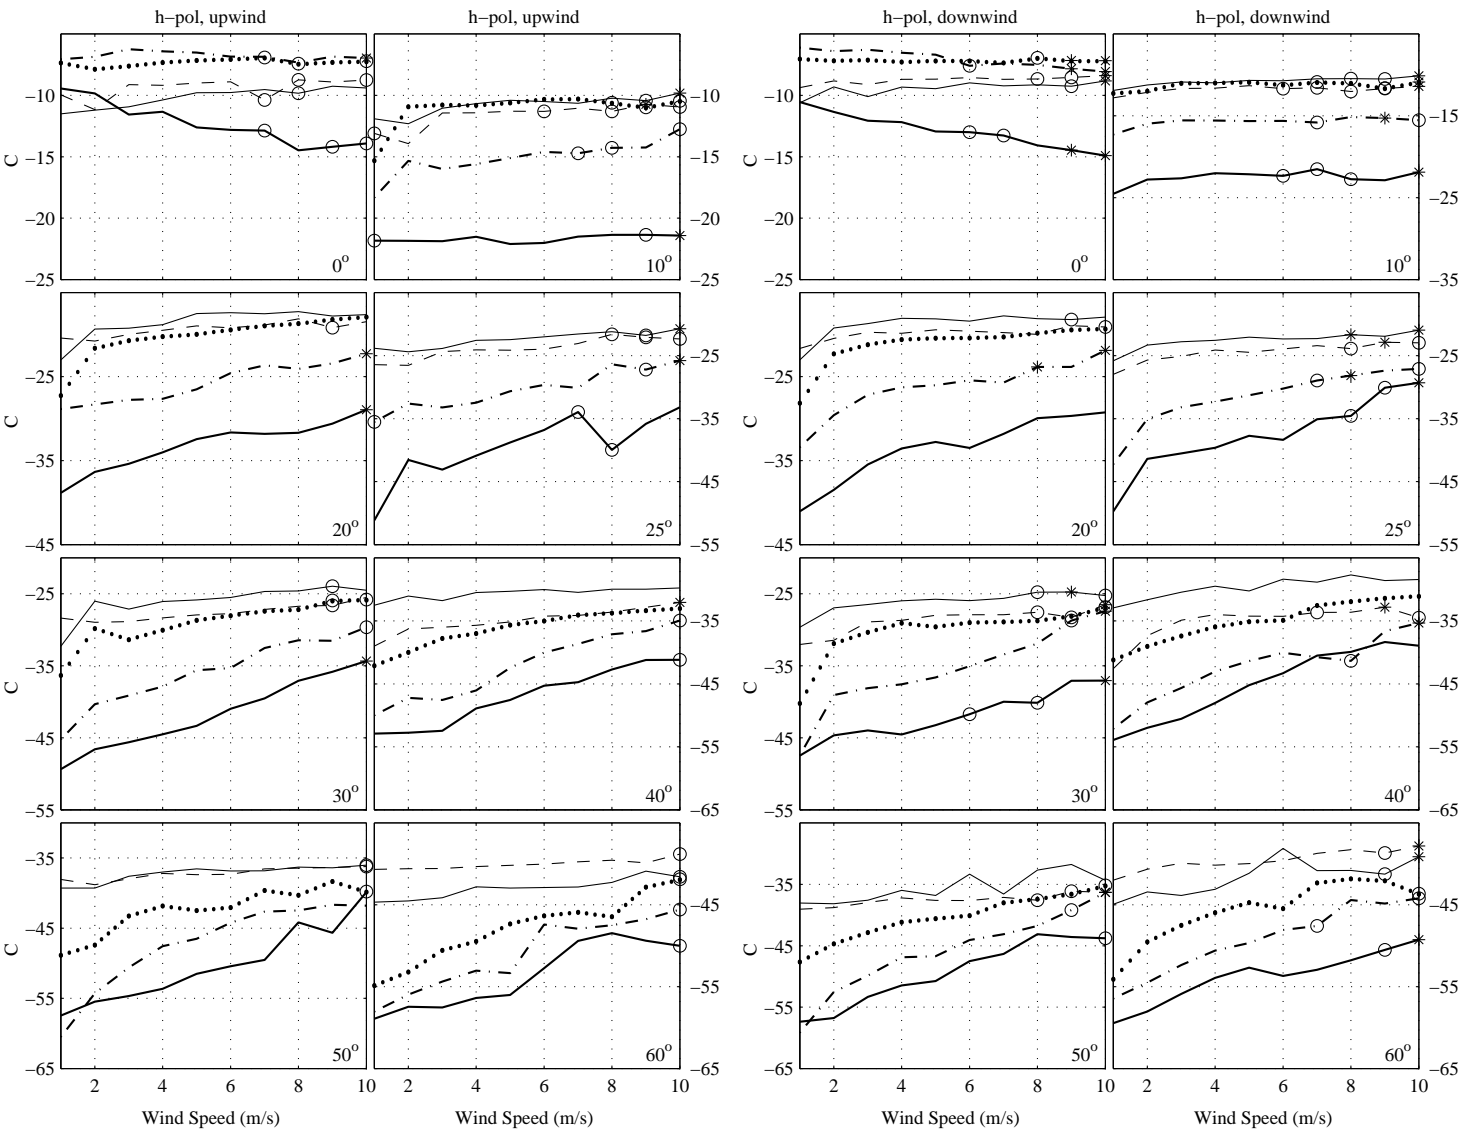 h−pol, upwind h−pol, upwind h−pol, downwind h−pol, downwind
C −10 −15 −20 −25 0° 10° −10 −15 −20 −25
C −10 −15 −20 −25 0° 10° −15 −25 −35
C −25 −35 −45 20° 25° −25 −35 −45 −55
C −25 −35 −45 20° 25° −25 −35 −45 −55
C −25 −35 −45 −55 30° 40° −35 −45 −55 −65
C −25 −35 −45 −55 30° 40° −35 −45 −55 −65
C −35 −45 −55 −65 50° 60° −45 −55 −65
C −35 −45 −55 −65 50° 60° −45 −55 −65
2 4 6 8 10 2 4 6 8 10 2 4 6 8 10 2 4 6 8 10
Wind Speed (m/s) Wind Speed (m/s) Wind Speed (m/s) Wind Speed (m/s)